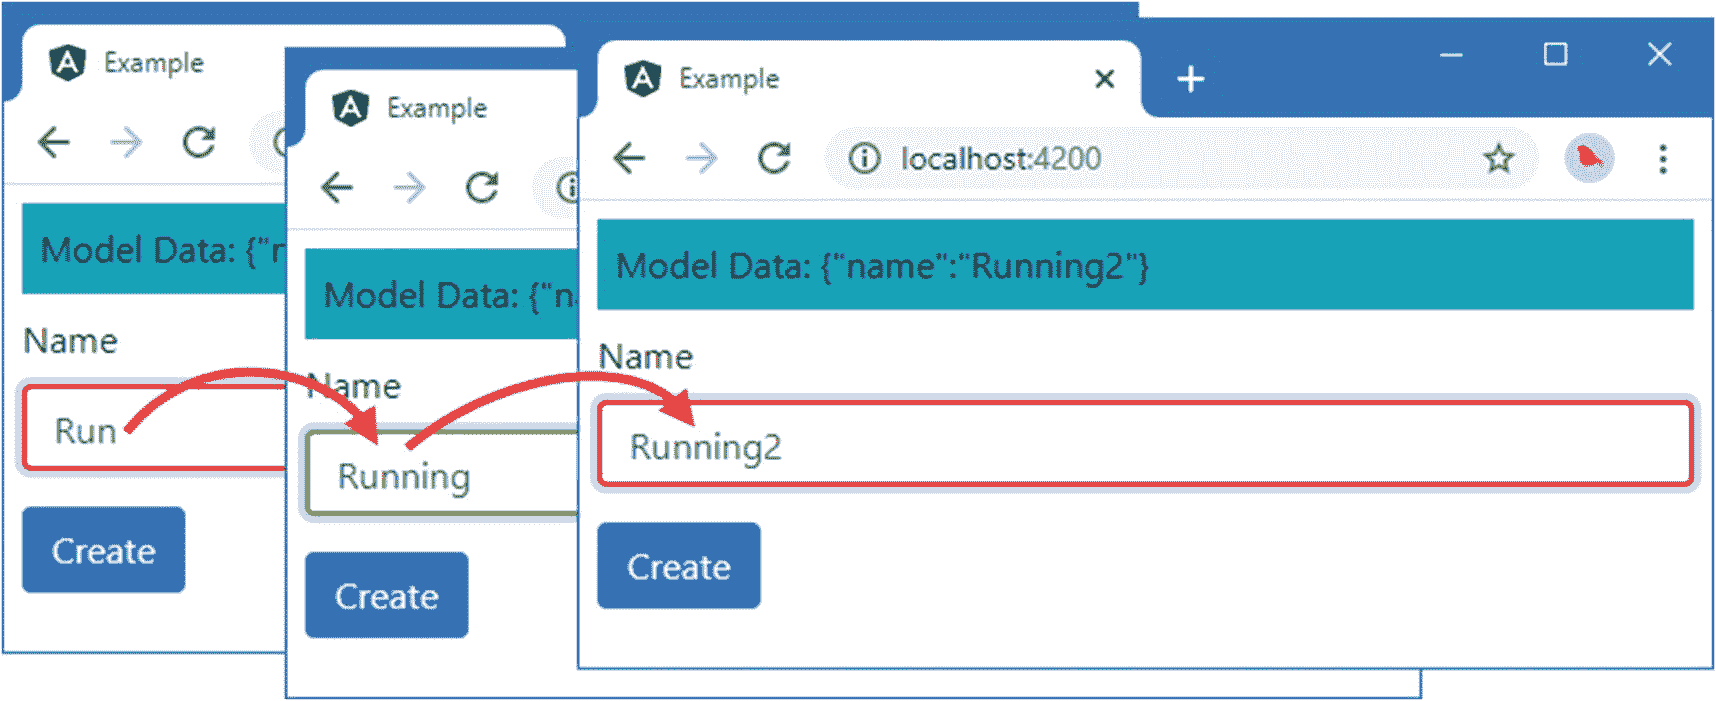 Example
Model Data: {"n
Name
Run
Create
Example
Model Data: {"na
Name
Running
Create
Example
localhost:4200
Model Data: {"name":"Running2"}
Name
Running2
Create